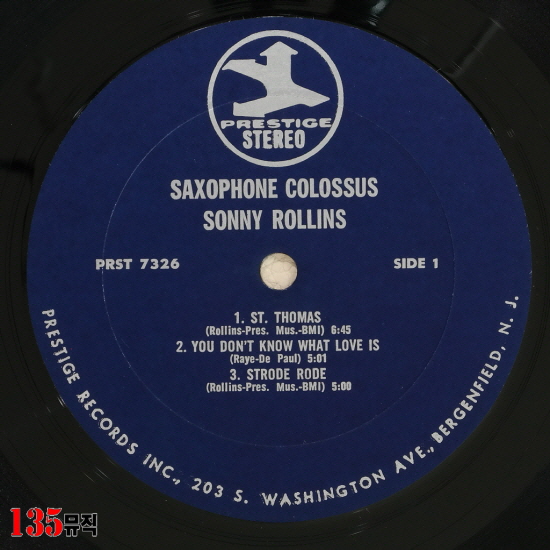 PRESTIGE
STEREO
SAXOPHONE COLOSSUS
SONNY ROLLINS
PRST 7326
SIDE 1
1. ST. THOMAS
(Rollins-Pres. Mus.-BMI) 6:45
2. YOU DON'T KNOW WHAT LOVE IS
(Raye-De Paul) 5:01
3. STRODE RODE
(Rollins-Pres. Mus.-BMI) 5:00
PRESTIGE RECORDS INC., 203 S. WASHINGTON AVE., BERGENFIELD, N. J.
135뮤직